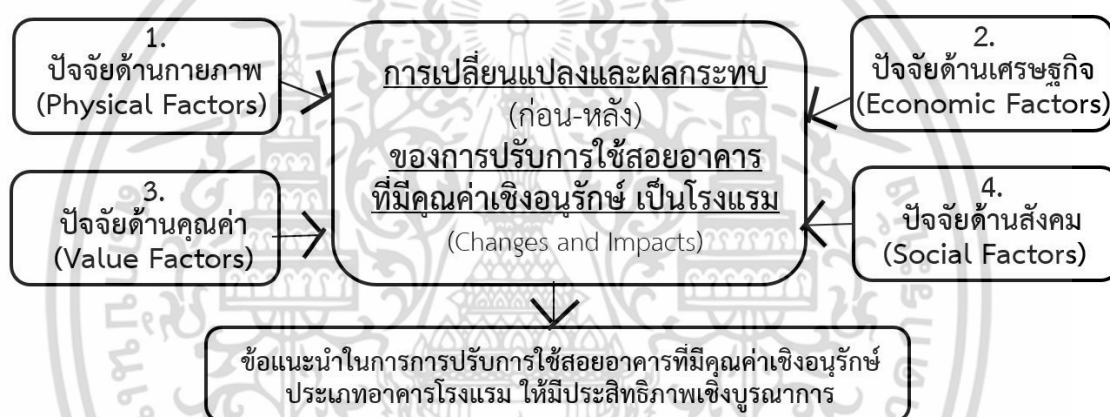 1.
ปัจจัยด้านกายภาพ
(Physical Factors)
การเปลี่ยนแปลงและผลกระทบ
(ก่อน-หลัง)
ของการปรับการใช้สอยอาคาร
ที่มีคุณค่าเชิงอนุรักษ์ เป็นโรงแรม
(Changes and Impacts)
2.
ปัจจัยด้านเศรษฐกิจ
(Economic Factors)
3.
ปัจจัยด้านคุณค่า
(Value Factors)
4.
ปัจจัยด้านสังคม
(Social Factors)
ข้อแนะนำในการการปรับการใช้สอยอาคารที่มีคุณค่าเชิงอนุรักษ์
ประเภทอาคารโรงแรม ให้มีประสิทธิภาพเชิงบูรณาการ